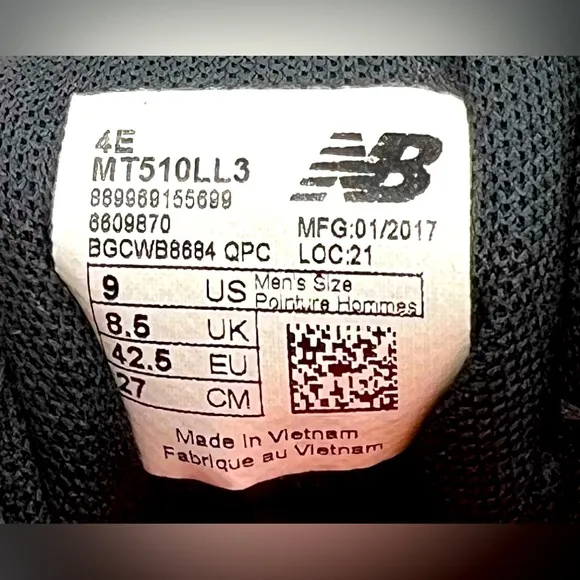 4E
MT510LL3
889969155699
6609870
BGCWB8684 QPC
NB
MFG:01/2017
LOC:21
9 US Men's Size
Pointure Hommes
8.5 UK
42.5 EU
27 CM
Made in Vietnam
Fabrique au Vietnam